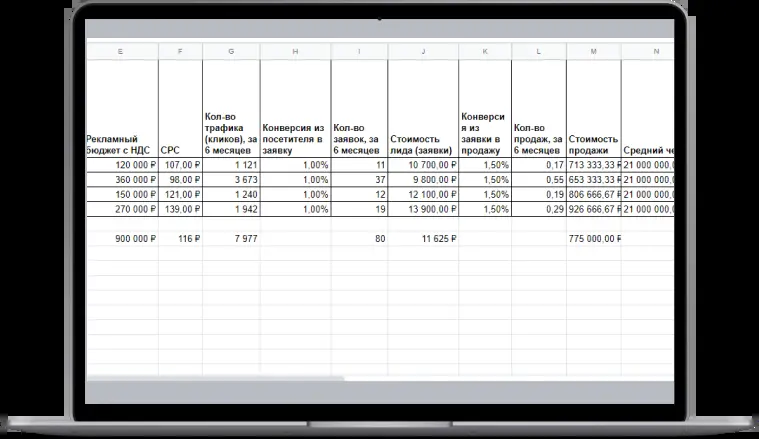 E F G H I J K L M N
Рекламный бюджет с НДС
CPC
Кол-во трафика (кликов), за 6 месяцев
Конверсия из посетителя в заявку
Кол-во заявок, за 6 месяцев
Стоимость лида (заявки)
Конверси я из заявки в продажу
Кол-во продаж, за 6 месяцев
Стоимость продажи
Средний че
120 000 ₽ 107,00 ₽ 1 121 1,00% 11 10 700,00 ₽ 1,50% 0,17 713 333,33 ₽ 21 000 000,
360 000 ₽ 98,00 ₽ 3 673 1,00% 37 9 800,00 ₽ 1,50% 0,55 653 333,33 ₽ 21 000 000,
150 000 ₽ 121,00 ₽ 1 240 1,00% 12 12 100,00 ₽ 1,50% 0,19 806 666,67 ₽ 21 000 000,
270 000 ₽ 139,00 ₽ 1 942 1,00% 19 13 900,00 ₽ 1,50% 0,29 926 666,67 ₽ 21 000 000,
900 000 ₽ 116 ₽ 7 977 80 11 625 ₽ 775 000,00 ₽